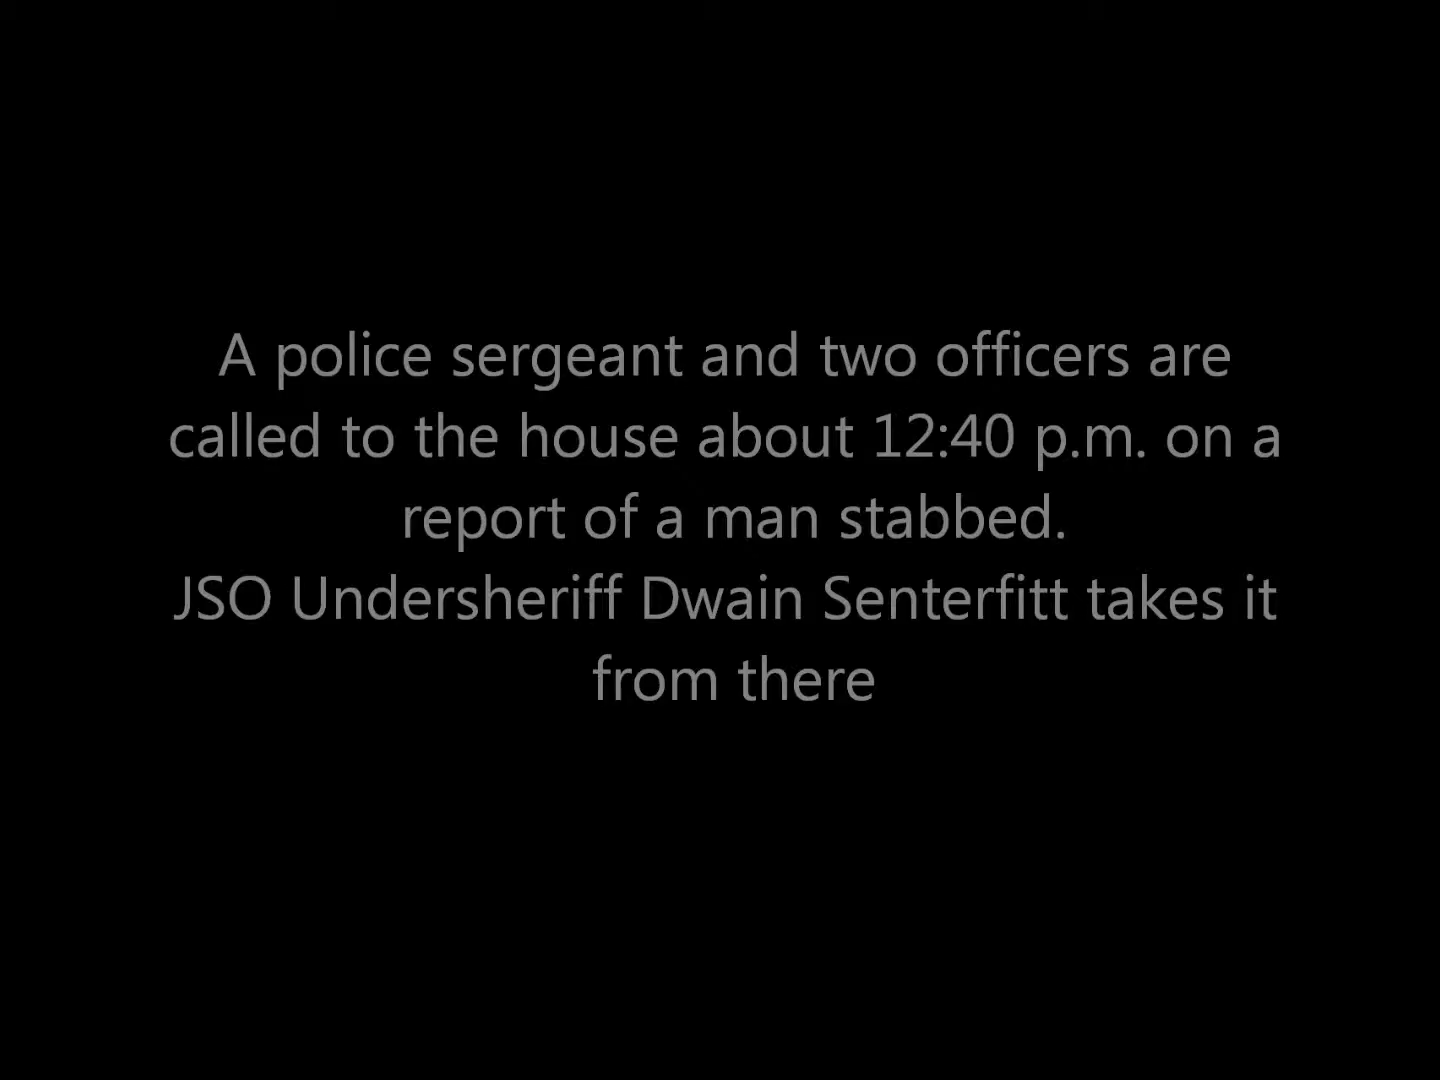 A police sergeant and two officers are
called to the house about 12:40 p.m. on a
report of a man stabbed.
JSO Undersheriff Dwain Senterfitt takes it
from there